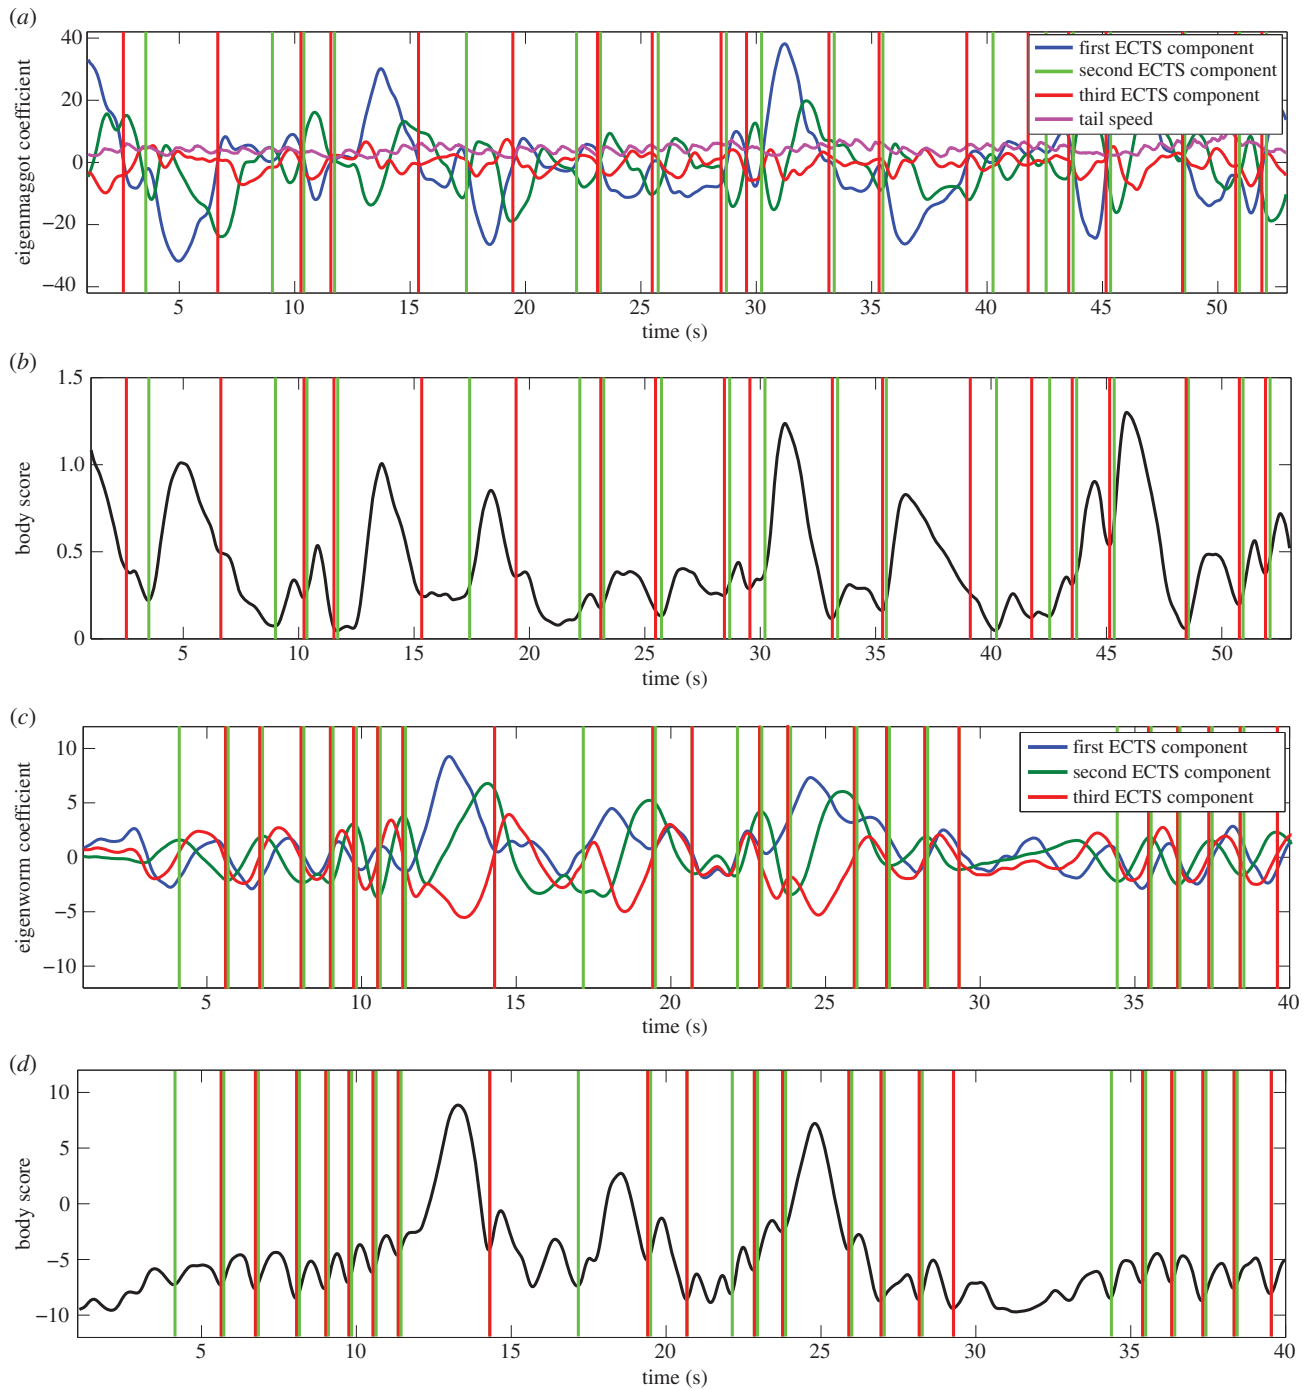 (a)
40
20
0
−20
−40
eigenmaggot coefficient
first ECTS component
second ECTS component
third ECTS component
tail speed
5 10 15 20 25 30 35 40 45 50
time (s)
(b)
1.5
1.0
0.5
0
body score
5 10 15 20 25 30 35 40 45 50
time (s)
(c)
10
5
0
−5
−10
eigenworm coefficient
first ECTS component
second ECTS component
third ECTS component
5 10 15 20 25 30 35 40
time (s)
(d)
10
5
0
−5
−10
body score
5 10 15 20 25 30 35 40
time (s)